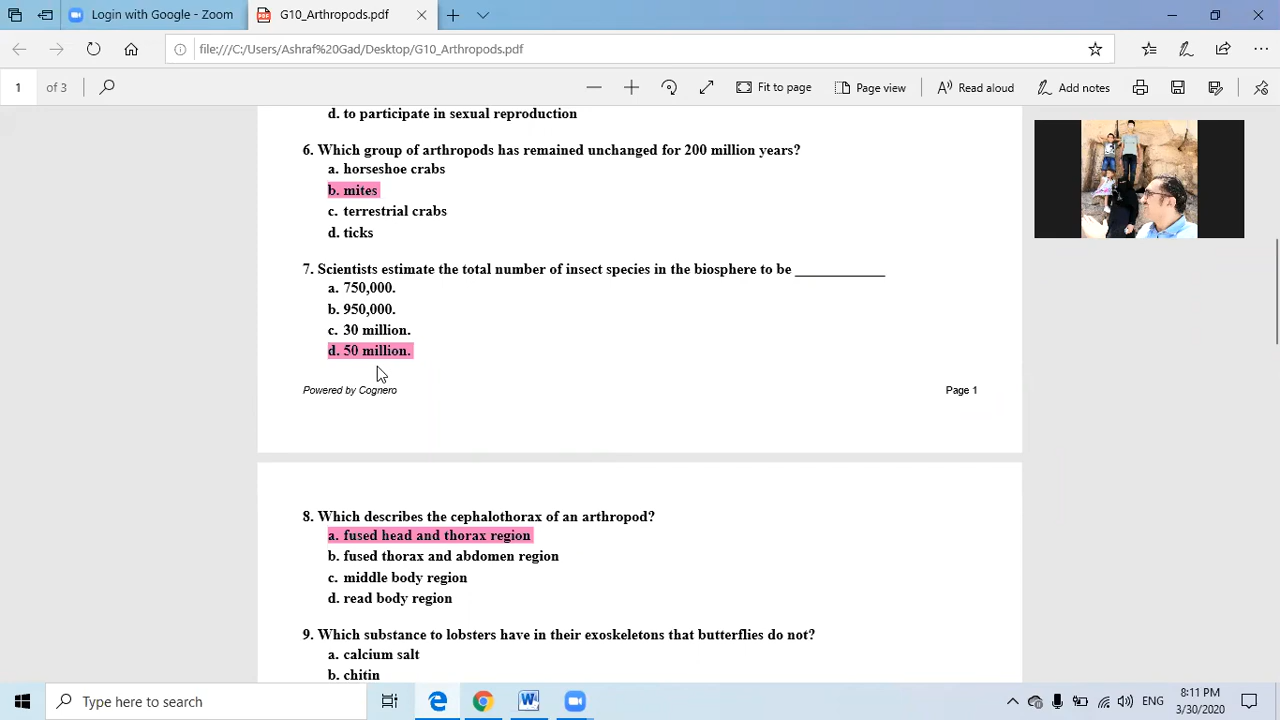 Launch Meeting - Zoom
G10_Arthropods.pdf
file:///C:/Users/Ashraf%20Gad/Desktop/G10_Arthropods.pdf
1 of 3
Fit to page
Page view
Read aloud
Add notes
d. to participate in sexual reproduction
6. Which group of arthropods has remained unchanged for 200 million years?
a. horseshoe crabs
b. mites
c. terrestrial crabs
d. ticks
7. Scientists estimate the total number of insect species in the biosphere to be ____________
a. 750,000.
b. 950,000.
c. 30 million.
d. 50 million.
Powered by Cognero
Page 1
8. Which describes the cephalothorax of an arthropod?
a. fused head and thorax region
b. fused thorax and abdomen region
c. middle body region
d. read body region
9. Which substance to lobsters have in their exoskeletons that butterflies do not?
a. calcium salt
b. chitin
Type here to search
ENG
8:11 PM
3/30/2020